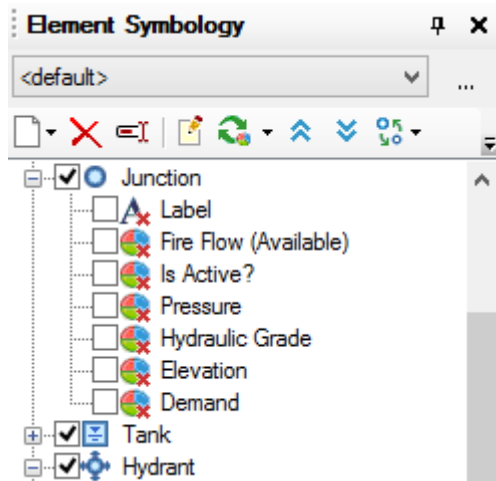 Element Symbology
<default>
...
Junction
Label
Fire Flow (Available)
Is Active?
Pressure
Hydraulic Grade
Elevation
Demand
Tank
Hydrant